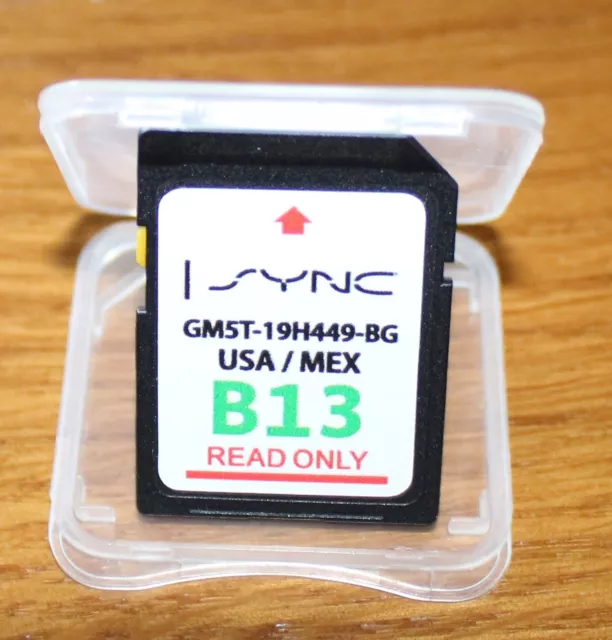 SYNC
GM5T-19H449-BG
USA / MEX
B13
READ ONLY